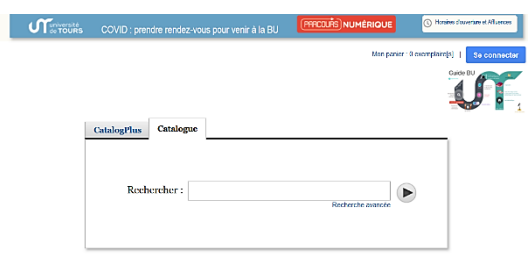 université de TOURS
COVID : prendre rendez-vous pour venir à la BU
PARCOURS NUMÉRIQUE
Horaires d'ouverture et Affluences
Mon panier : 0 exemplaire(s) | Se connecter
Guide BU
CatalogPlus Catalogue
Rechercher :
Recherche avancée